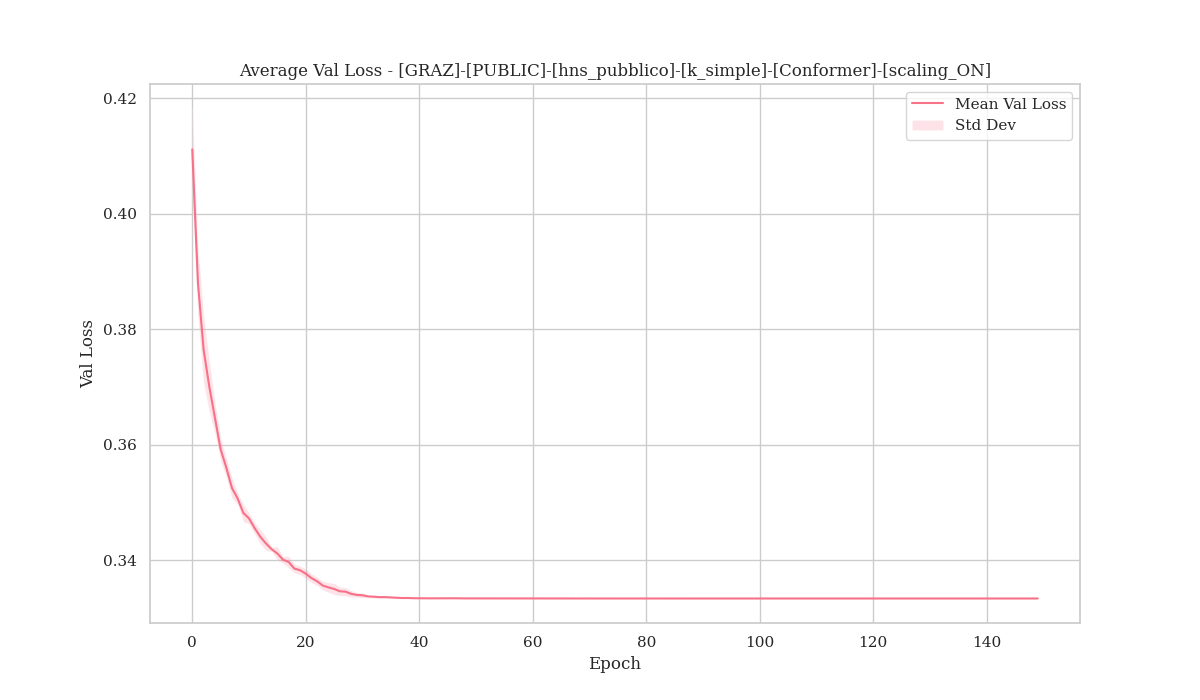 Average Val Loss - [GRAZ]-[PUBLIC]-[hns_pubblico]-[k_simple]-[Conformer]-[scaling_ON]
Mean Val Loss
Std Dev
Val Loss
0.42
0.40
0.38
0.36
0.34
0 20 40 60 80 100 120 140
Epoch